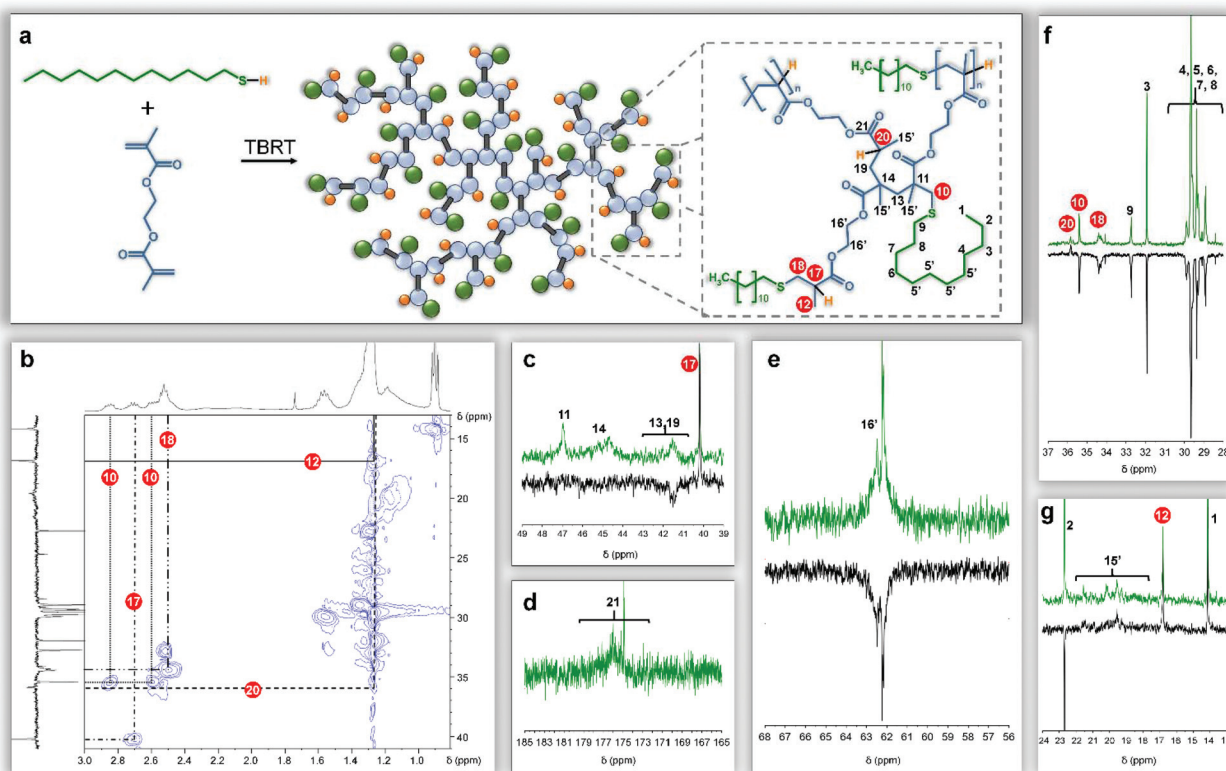 a
S–H
+
TBRT
H
n
O
O
H₃C
10
S
H
n
O
O
21
O
O
20
15'
H
19
14
11
O
O
10
13
15'
15'
S
16'
16'
9
8
7
6
5'
5'
5'
5'
4
3
2
1
18
17
H₃C
10
S
O
O
12
H
b
δ (ppm)
18
12
10
10
17
20
15
20
25
30
35
40
3.0 2.8 2.6 2.4 2.2 2.0 1.8 1.6 1.4 1.2 1.0 δ (ppm)
c
17
11
14
13,19
49 48 47 46 45 44 43 42 41 40 39
δ (ppm)
d
21
185 183 181 179 177 175 173 171 169 167 165
δ (ppm)
e
16'
68 67 66 65 64 63 62 61 60 59 58 57 56
δ (ppm)
f
4, 5, 6,
7, 8
3
10
20
18
9
37 36 35 34 33 32 31 30 29 28
δ (ppm)
g
2
12
1
15'
24 23 22 21 20 19 18 17 16 15 14 13
δ (ppm)